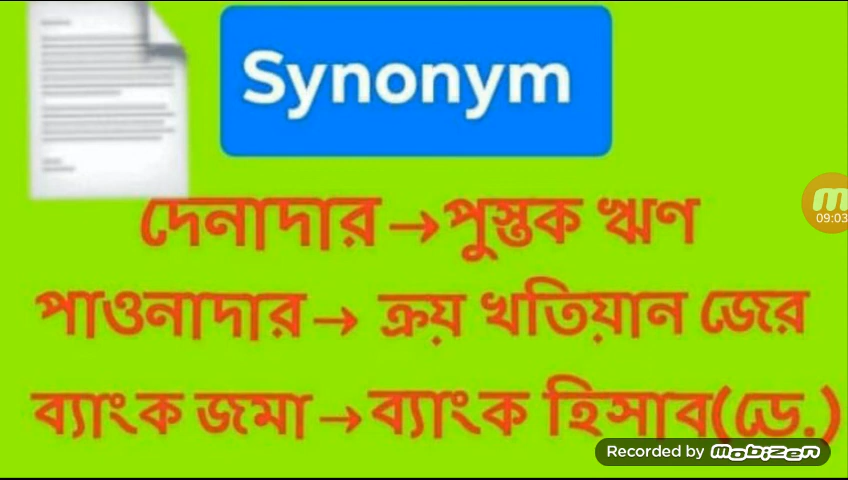 Synonym
দেনাদার→পুস্তক ঋণ
পাওনাদার→ ক্রয় খতিয়ান জের
ব্যাংক জমা→ব্যাংক হিসাব(ডে.)
09:03
Recorded by mobizen